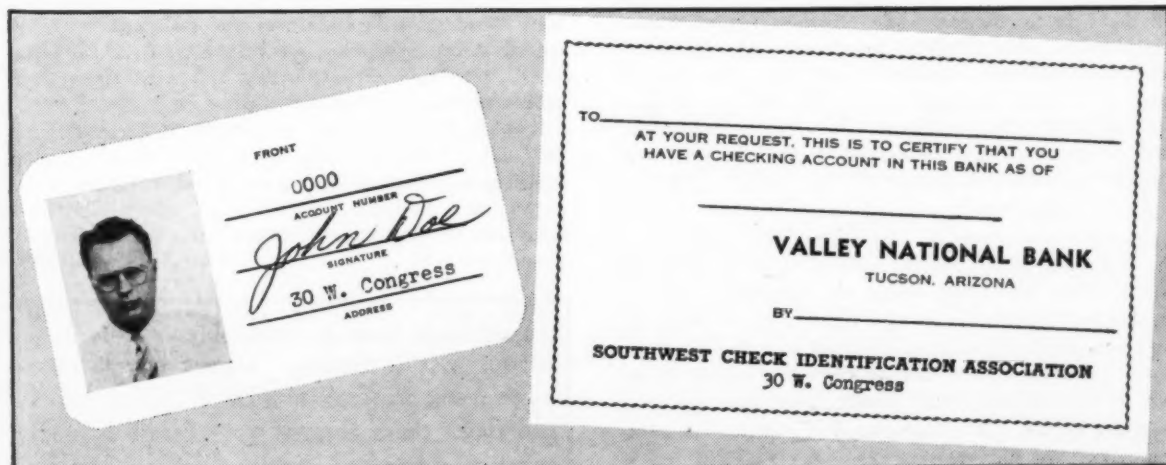 FRONT
0000
ACCOUNT NUMBER
John Doe
SIGNATURE
30 W. Congress
ADDRESS
TO
AT YOUR REQUEST, THIS IS TO CERTIFY THAT YOU
HAVE A CHECKING ACCOUNT IN THIS BANK AS OF
VALLEY NATIONAL BANK
TUCSON, ARIZONA
BY
SOUTHWEST CHECK IDENTIFICATION ASSOCIATION
30 W. Congress